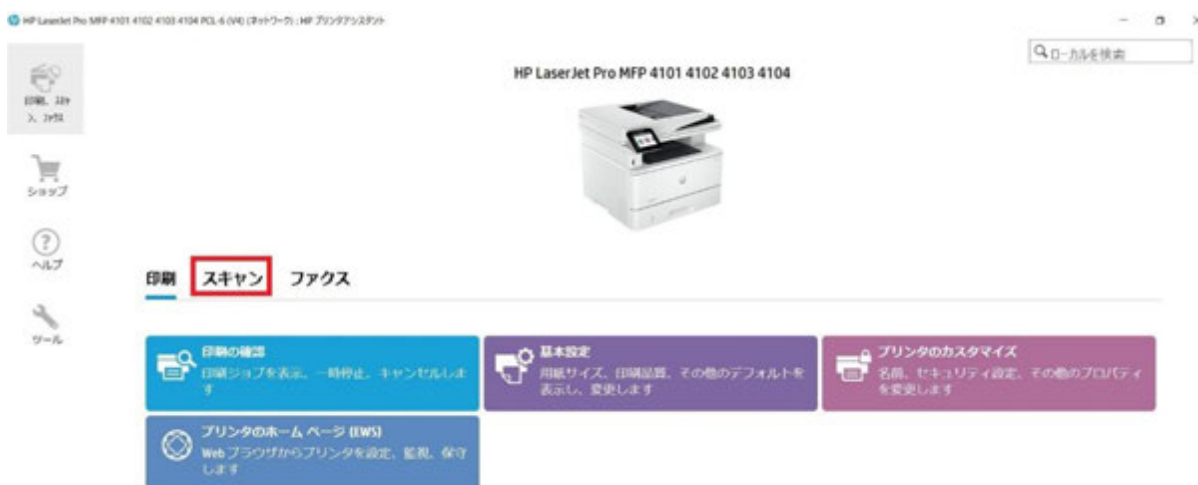 HP LaserJet Pro MFP 4101 4102 4103 4104 PCL-6 (V4) (ネットワーク) : HP プリンタアシスタント
ローカルを検索
HP LaserJet Pro MFP 4101 4102 4103 4104
印刷、スキャ
ン、ファクス
ショップ
ヘルプ
ツール
印刷 スキャン ファクス
印刷の確認
印刷ジョブを表示、一時停止、キャンセルしま
す
基本設定
用紙サイズ、印刷品質、その他のデフォルトを
表示し、変更します
プリンタのカスタマイズ
名前、セキュリティ設定、その他のプロパティ
を変更します
プリンタのホーム ページ (EWS)
Web ブラウザからプリンタを設定、監視、保守
します